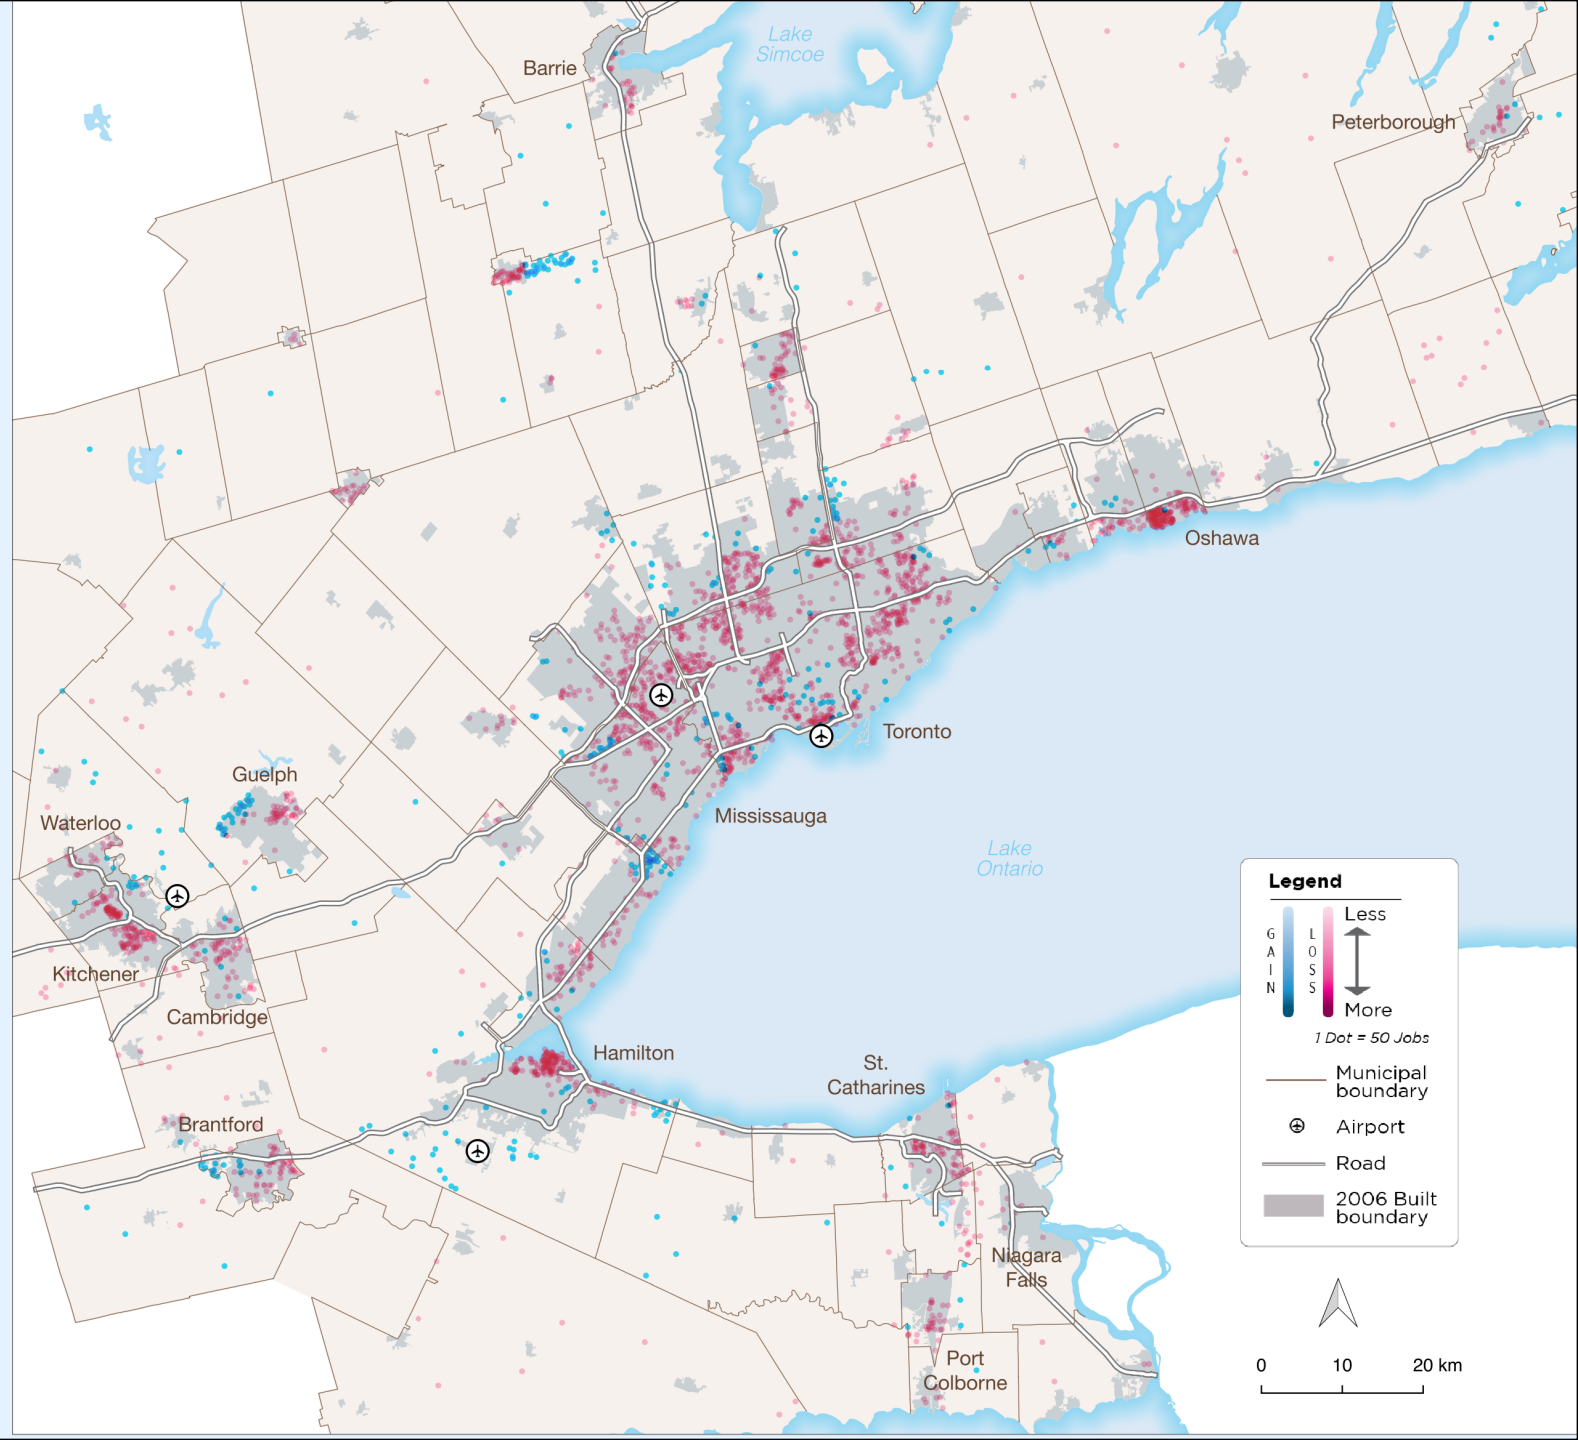 Lake
Simcoe
Barrie
Peterborough
Oshawa
Toronto
Guelph
Waterloo
Mississauga
Lake
Ontario
Kitchener
Cambridge
Hamilton
St.
Catharines
Brantford
Niagara
Falls
Port
Colborne
Legend
GAIN
LOSS
Less
More
1 Dot = 50 Jobs
Municipal
boundary
Airport
Road
2006 Built
boundary
0 10 20 km